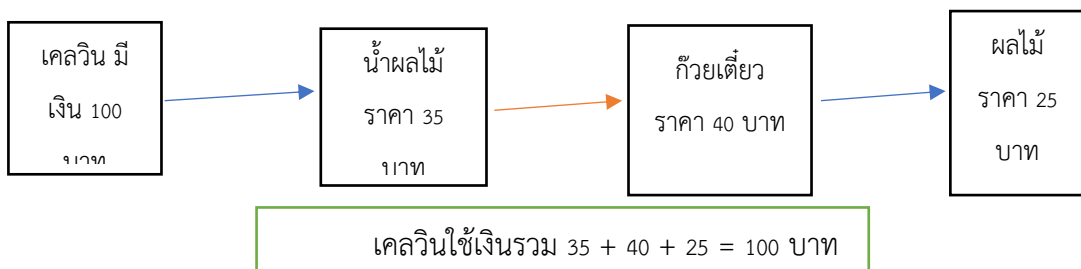 เคลวิน มี
เงิน 100
บาท
น้ำผลไม้
ราคา 35
บาท
ก๊วยเตี๋ยว
ราคา 40 บาท
ผลไม้
ราคา 25
บาท
เคลวินใช้เงินรวม 35 + 40 + 25 = 100 บาท